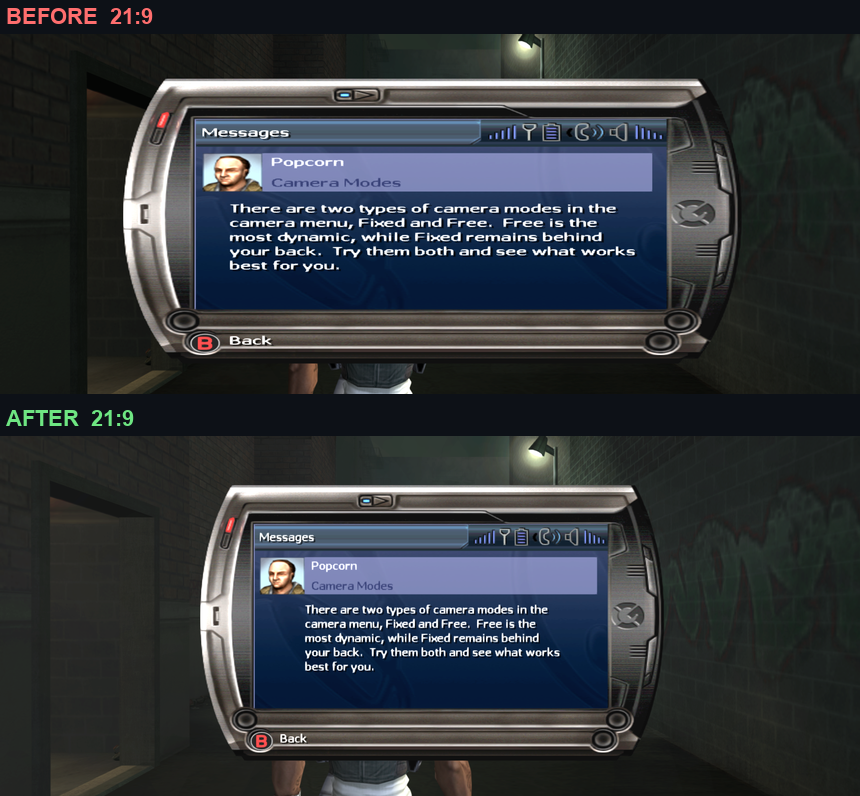 BEFORE 21:9
Messages
Popcorn
Camera Modes
There are two types of camera modes in the
camera menu, Fixed and Free. Free is the
most dynamic, while Fixed remains behind
your back. Try them both and see what works
best for you.
B Back
AFTER 21:9
Messages
Popcorn
Camera Modes
There are two types of camera modes in the
camera menu, Fixed and Free. Free is the
most dynamic, while Fixed remains behind
your back. Try them both and see what works
best for you.
B Back